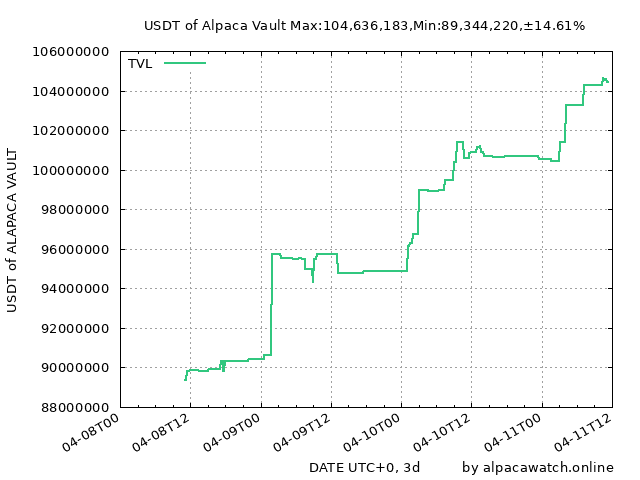 USDT of Alpaca Vault Max:104,636,183,Min:89,344,220,±14.61%
TVL
USDT of ALAPACA VAULT
106000000
104000000
102000000
100000000
98000000
96000000
94000000
92000000
90000000
88000000
04-08T00
04-08T12
04-09T00
04-09T12
04-10T00
04-10T12
04-11T00
04-11T12
DATE UTC+0, 3d
by alpacawatch.online